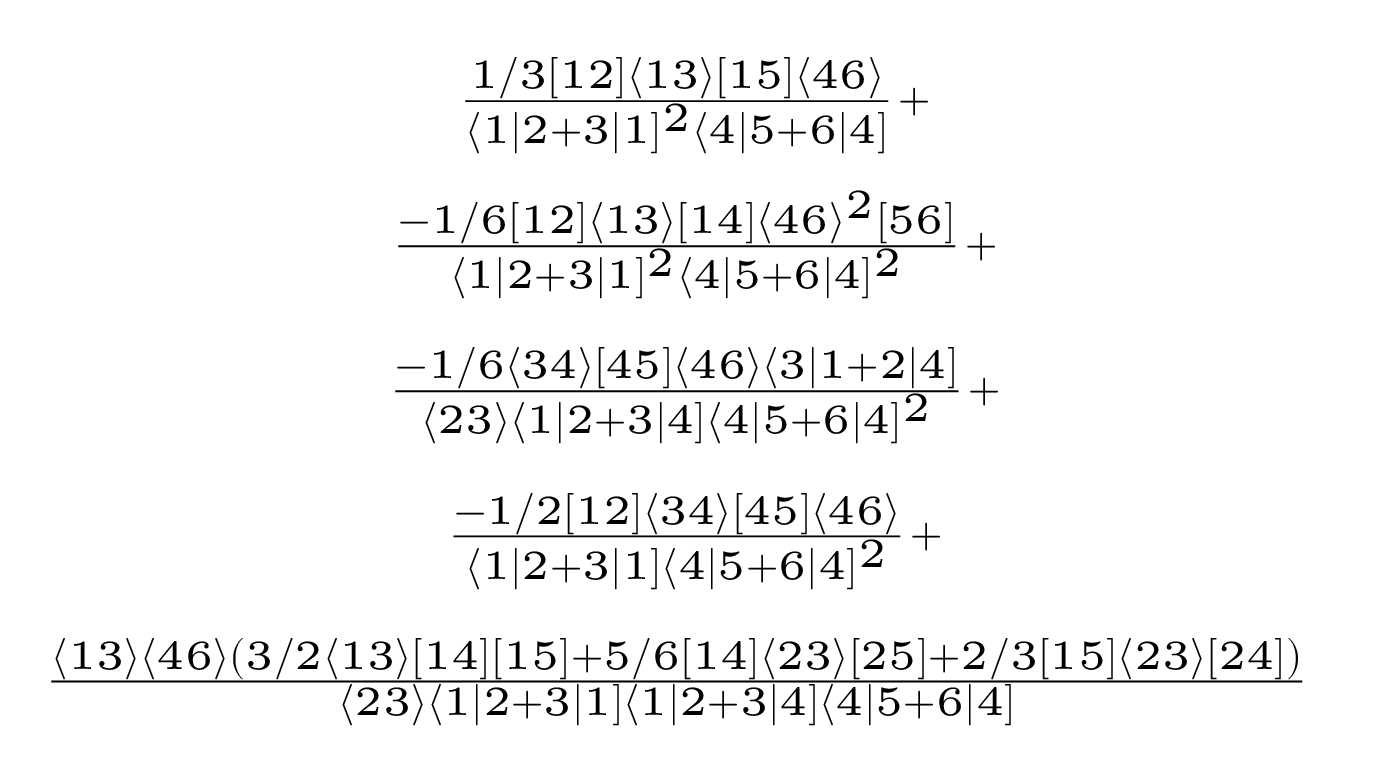 \frac{1/3[12]⟨13⟩[15]⟨46⟩}{⟨1|2+3|1]^2⟨4|5+6|4]}+
\frac{-1/6[12]⟨13⟩[14]⟨46⟩^2[56]}{⟨1|2+3|1]^2⟨4|5+6|4]^2}+
\frac{-1/6⟨34⟩[45]⟨46⟩⟨3|1+2|4]}{⟨23⟩⟨1|2+3|4]⟨4|5+6|4]^2}+
\frac{-1/2[12]⟨34⟩[45]⟨46⟩}{⟨1|2+3|1]⟨4|5+6|4]^2}+
\frac{⟨13⟩⟨46⟩(3/2⟨13⟩[14][15]+5/6[14]⟨23⟩[25]+2/3[15]⟨23⟩[24])}{⟨23⟩⟨1|2+3|1]⟨1|2+3|4]⟨4|5+6|4]}